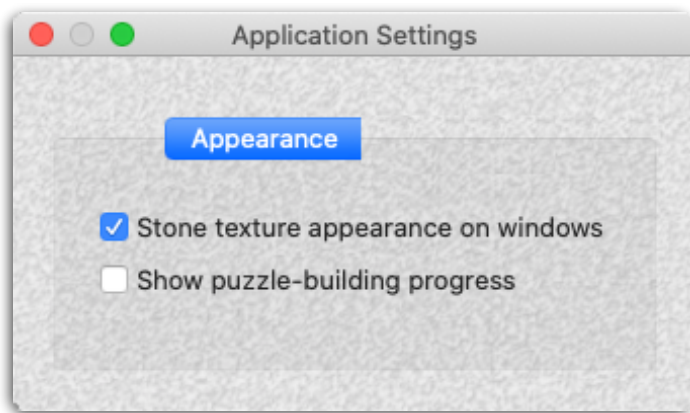 Application Settings
Appearance
Stone texture appearance on windows
Show puzzle-building progress